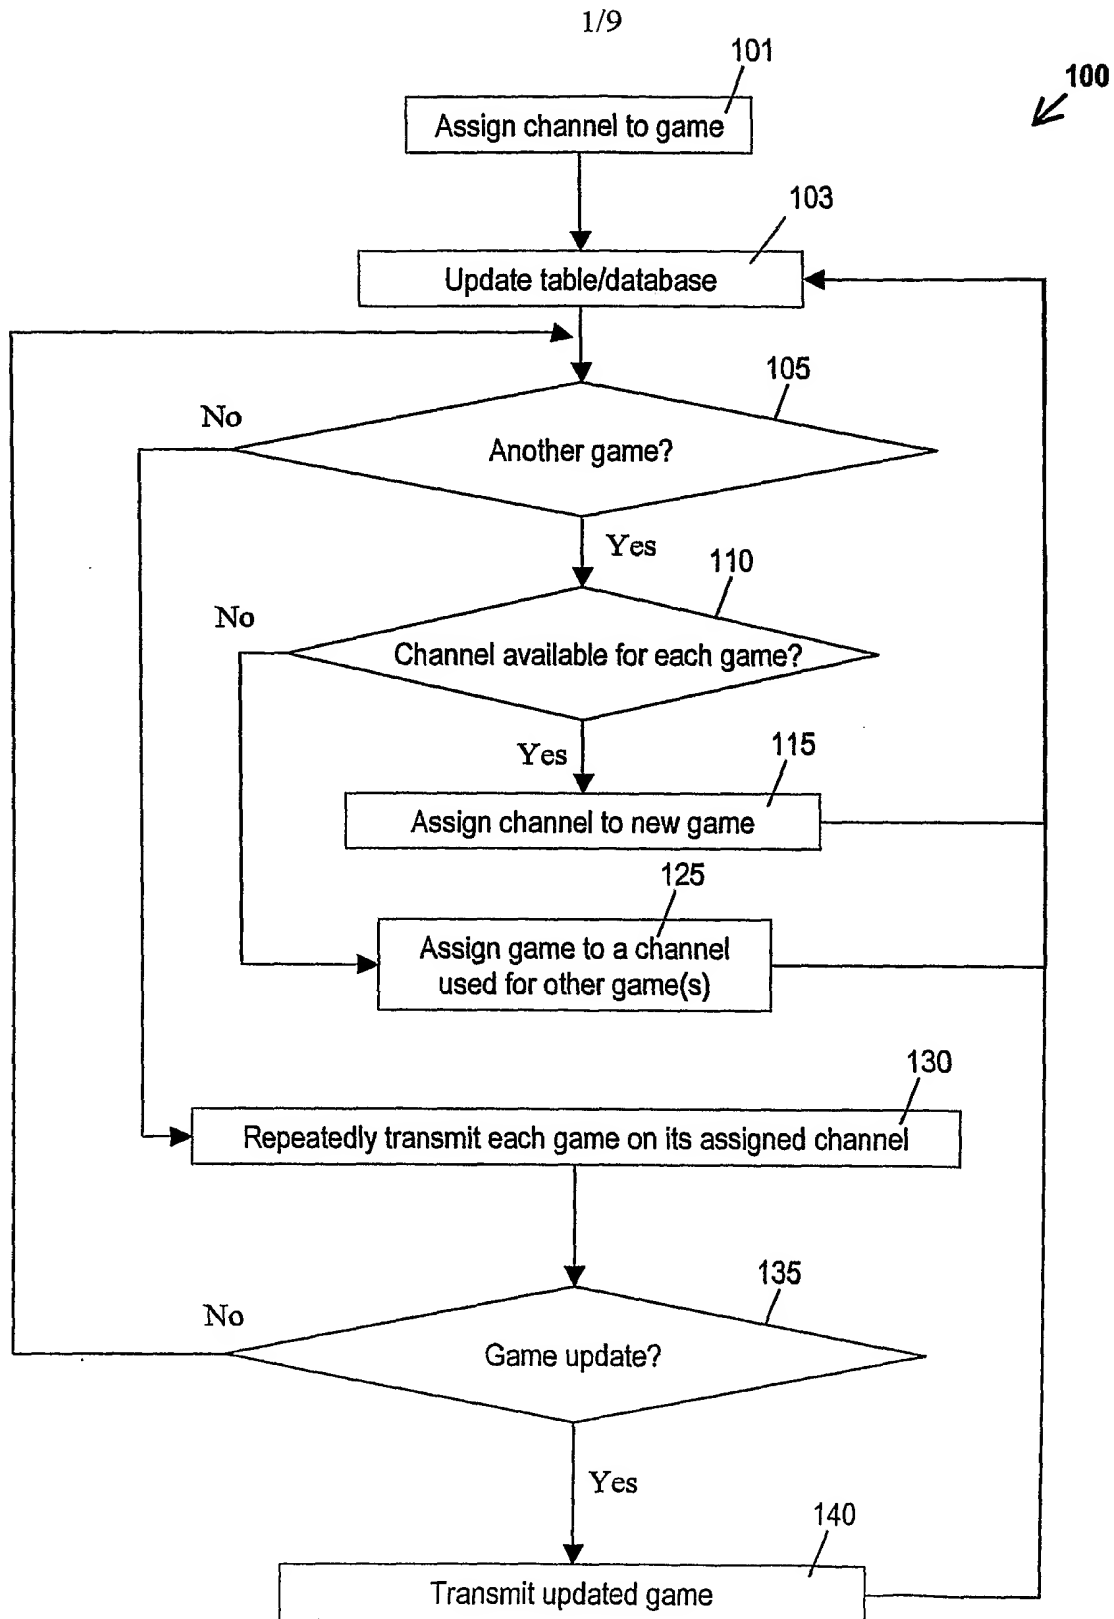 1/9
101
100
Assign channel to game
103
Update table/database
105
No
Another game?
Yes
110
No
Channel available for each game?
Yes
115
Assign channel to new game
125
Assign game to a channel
used for other game(s)
130
Repeatedly transmit each game on its assigned channel
135
No
Game update?
Yes
140
Transmit updated game